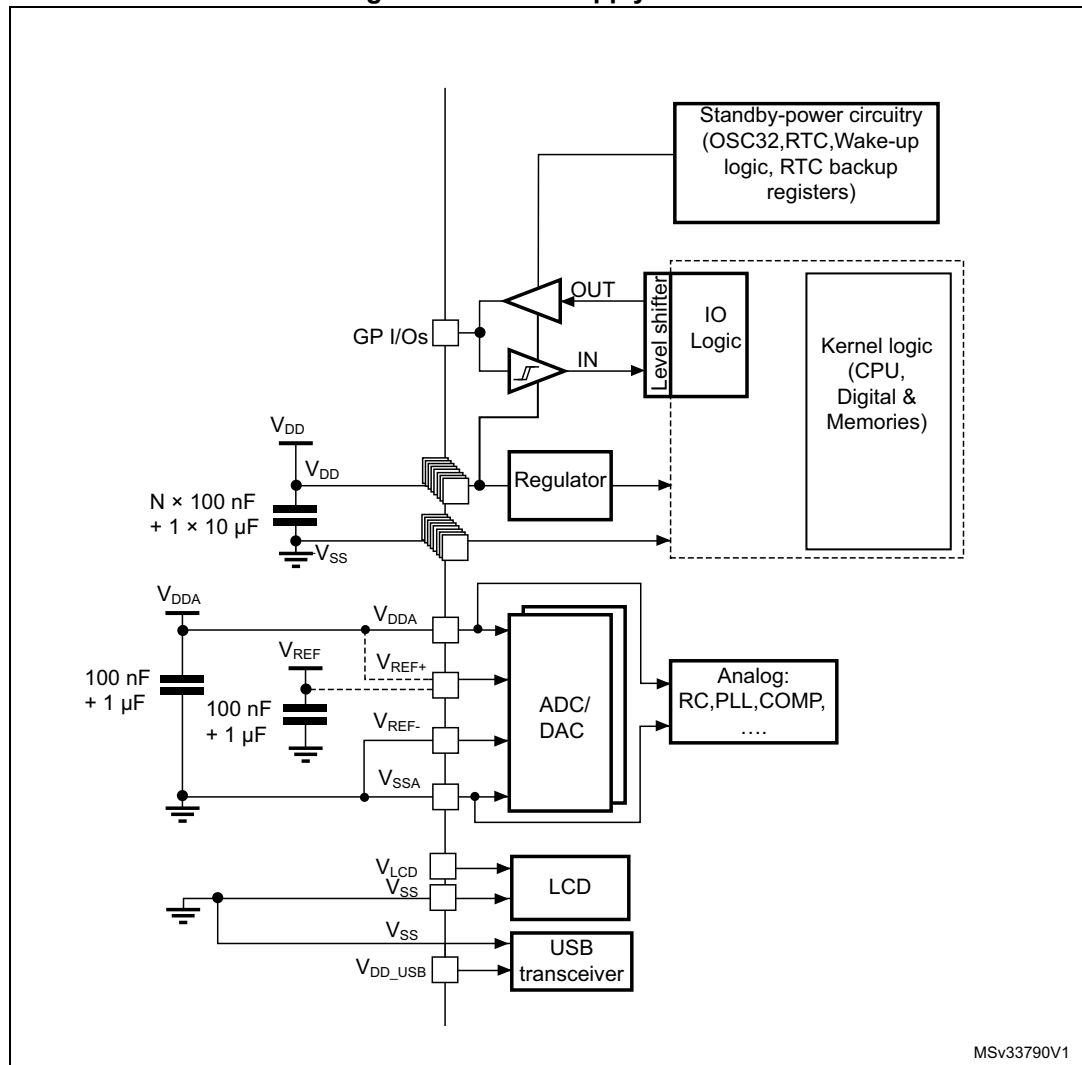 Standby-power circuitry
(OSC32,RTC,Wake-up
logic, RTC backup
registers)
OUT
GP I/Os
IN
Level shifter
IO
Logic
Kernel logic
(CPU,
Digital &
Memories)
VDD
VDD
Regulator
N × 100 nF
+ 1 × 10 µF
VSS
VDDA
VDDA
VREF
VREF+
100 nF
+ 1 µF
100 nF
+ 1 µF
VREF-
ADC/
DAC
Analog:
RC,PLL,COMP,
....
VSSA
VLCD
VSS
LCD
VSS
USB
transceiver
VDD_USB
MSv33790V1